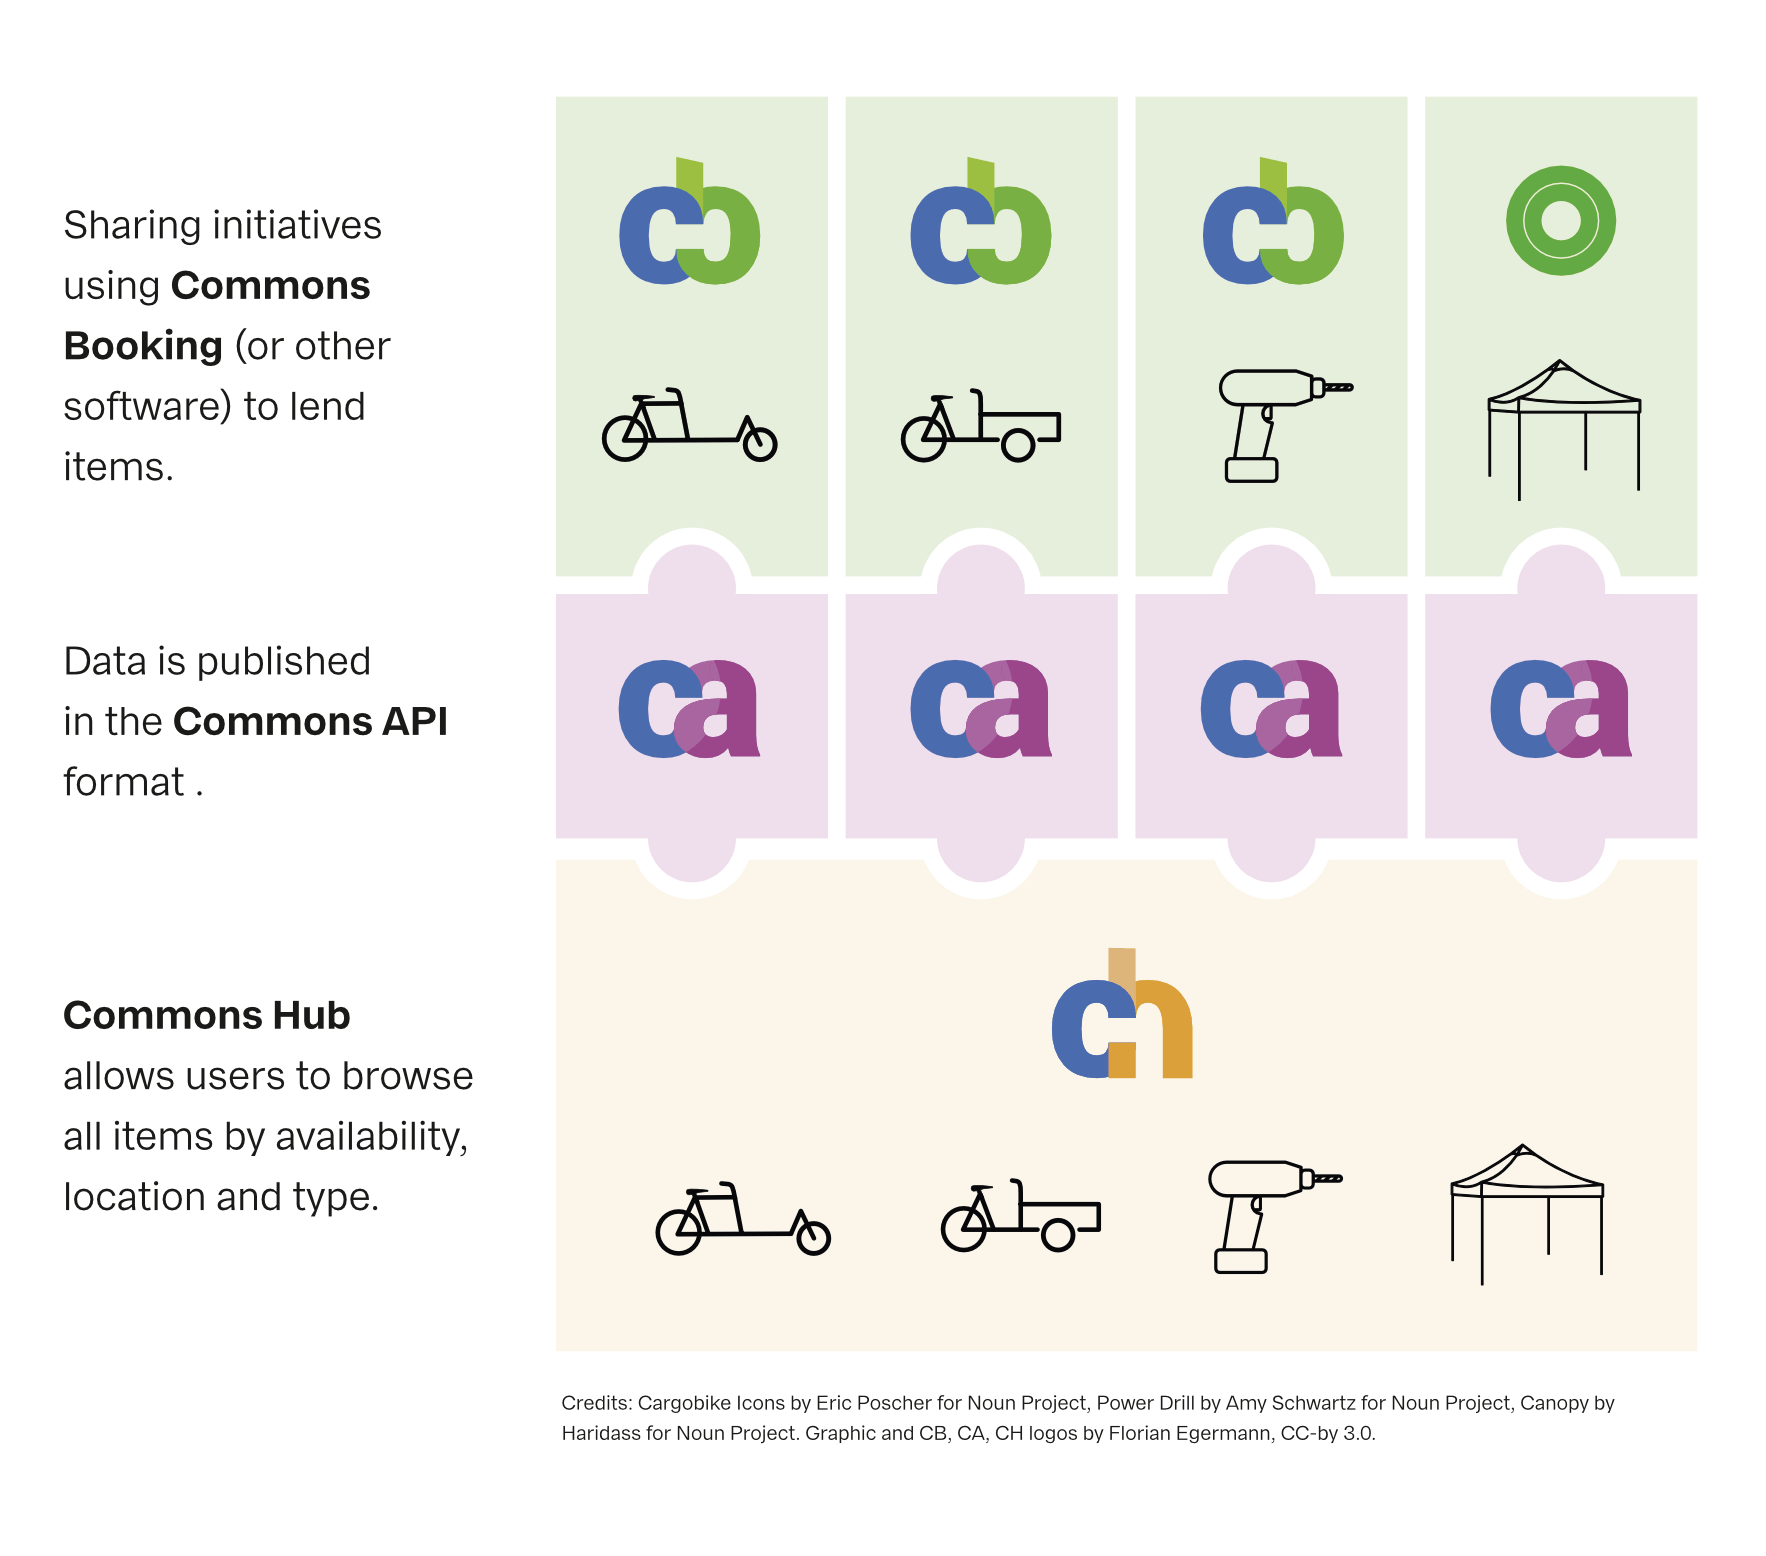 Sharing initiatives
using Commons
Booking (or other
software) to lend
items.
cb
cb
cb
Data is published
in the Commons API
format .
ca
ca
ca
ca
Commons Hub
allows users to browse
all items by availability,
location and type.
ch
Credits: Cargobike Icons by Eric Poscher for Noun Project, Power Drill by Amy Schwartz for Noun Project, Canopy by
Haridass for Noun Project. Graphic and CB, CA, CH logos by Florian Egermann, CC-by 3.0.